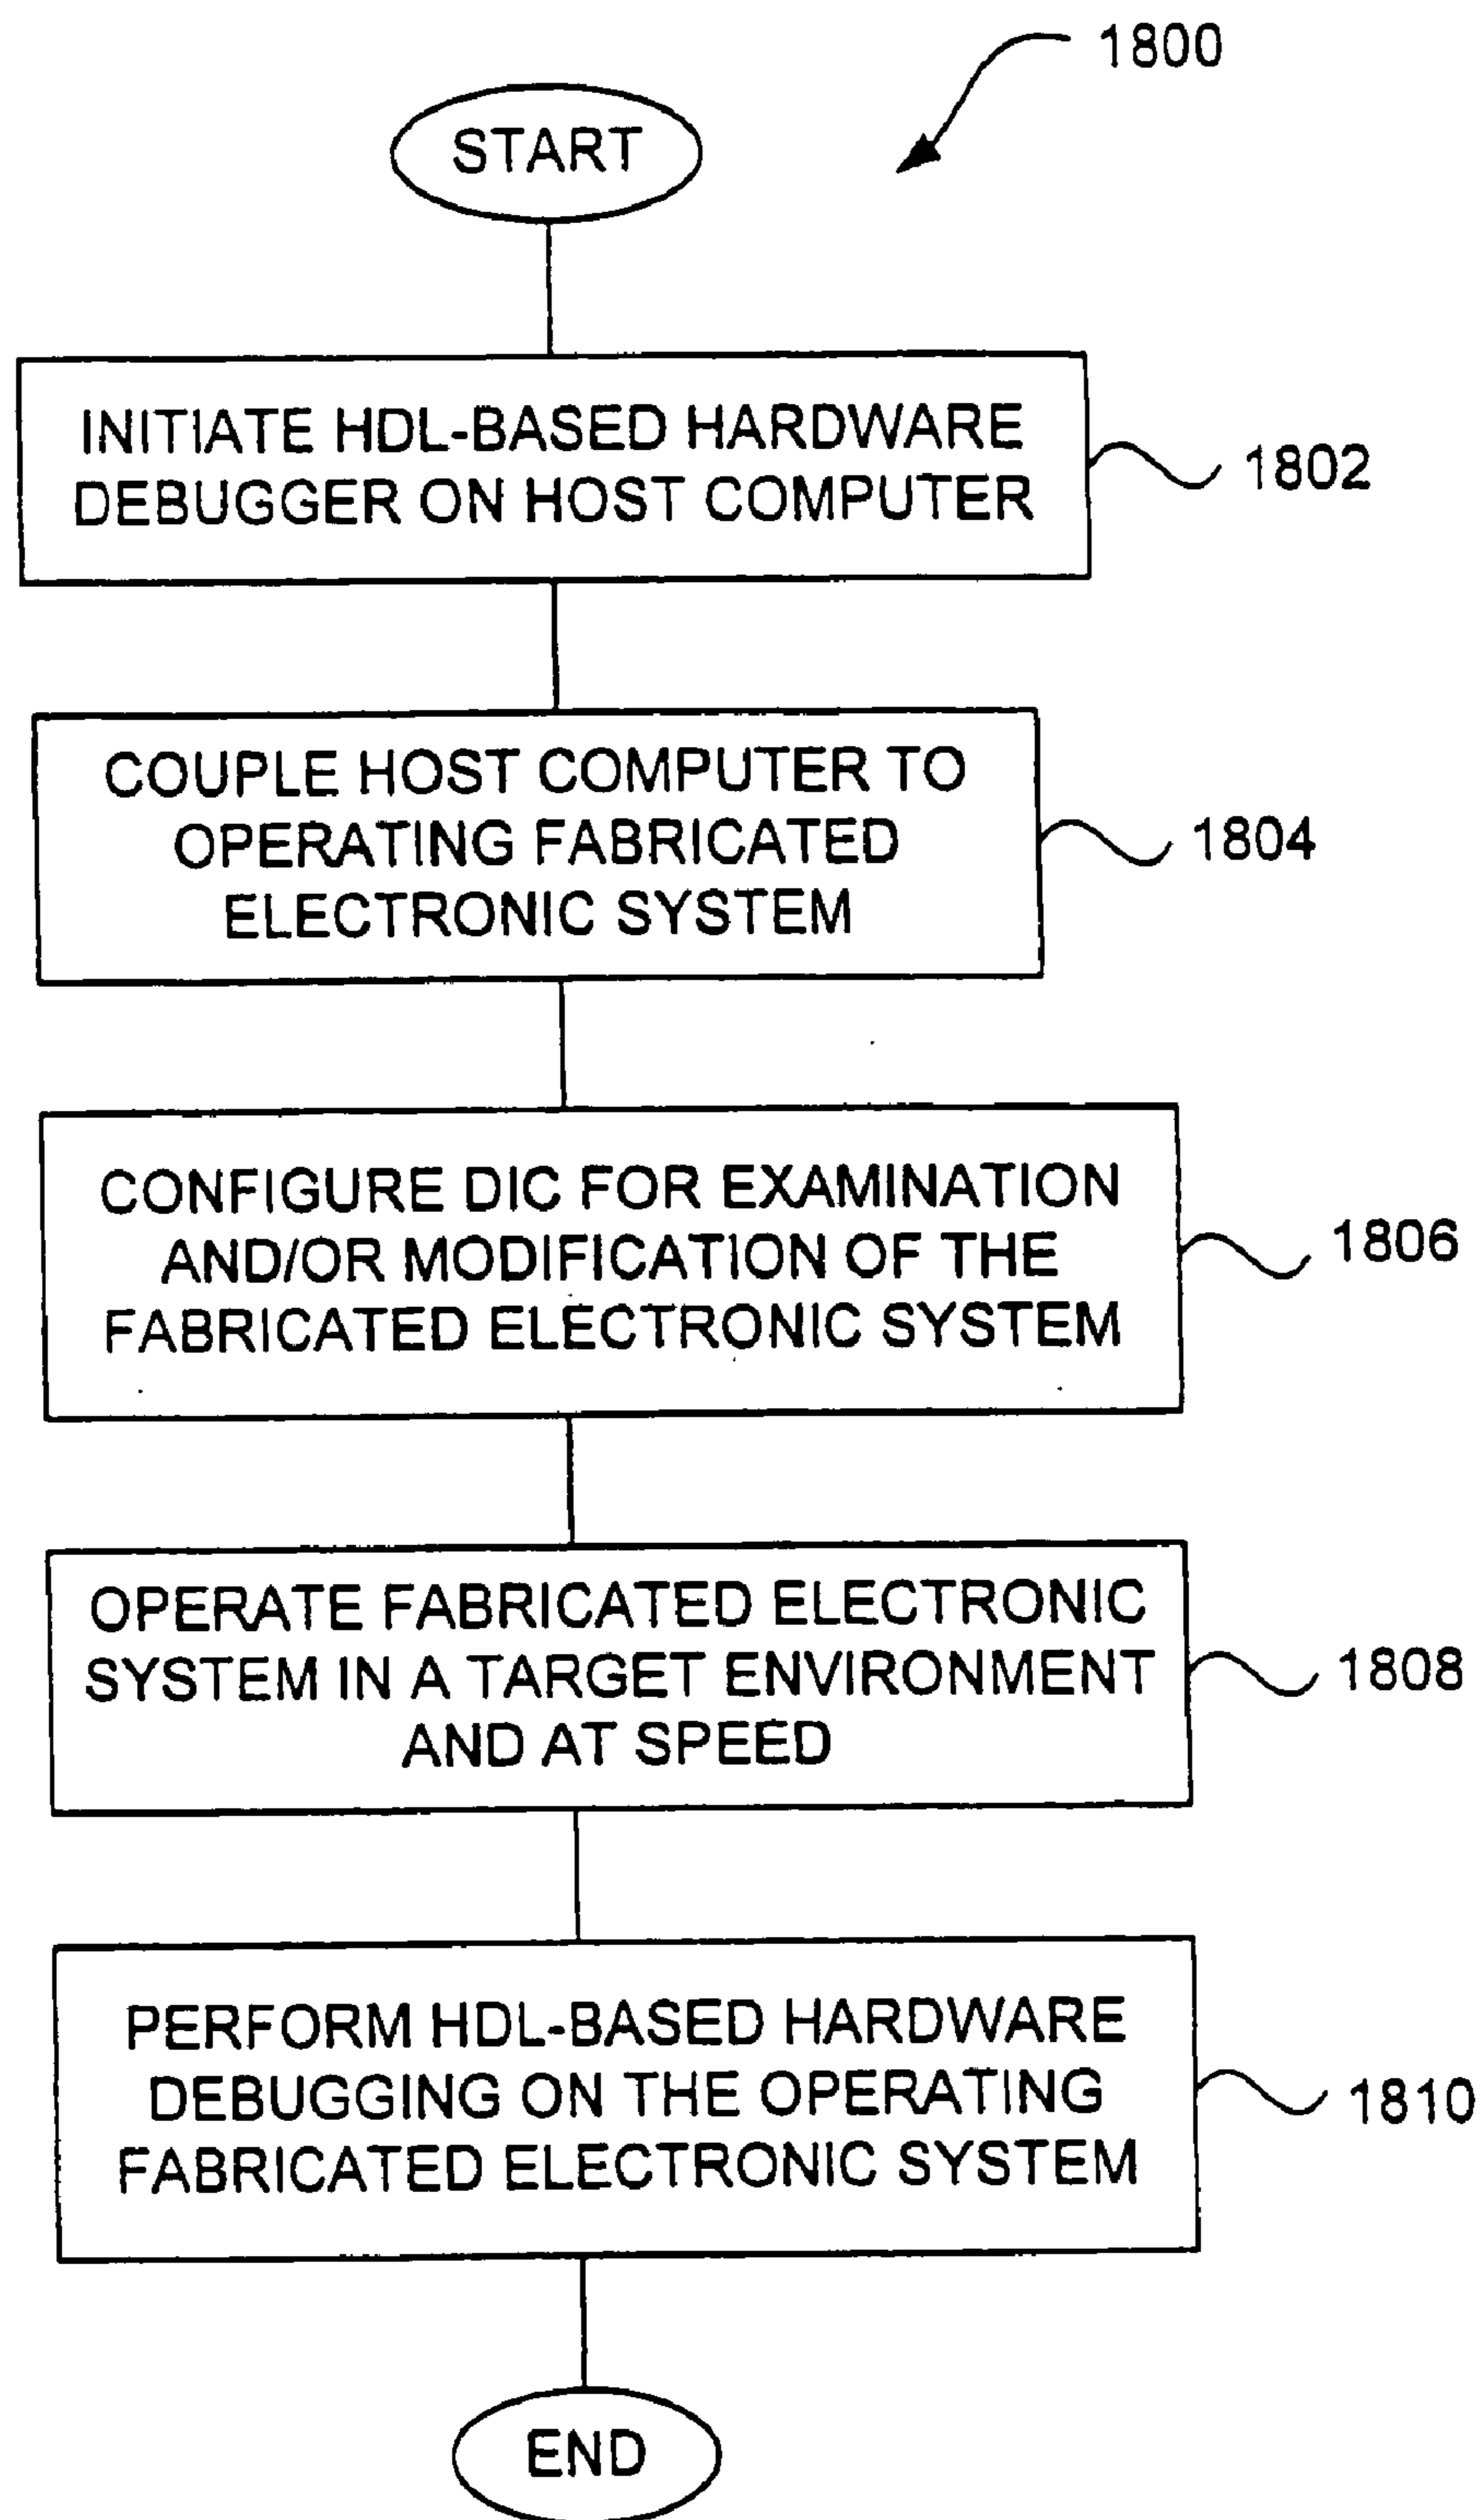 1800
START
INITIATE HDL-BASED HARDWARE
DEBUGGER ON HOST COMPUTER
1802
COUPLE HOST COMPUTER TO
OPERATING FABRICATED
ELECTRONIC SYSTEM
1804
CONFIGURE DIC FOR EXAMINATION
AND/OR MODIFICATION OF THE
FABRICATED ELECTRONIC SYSTEM
1806
OPERATE FABRICATED ELECTRONIC
SYSTEM IN A TARGET ENVIRONMENT
AND AT SPEED
1808
PERFORM HDL-BASED HARDWARE
DEBUGGING ON THE OPERATING
FABRICATED ELECTRONIC SYSTEM
1810
END